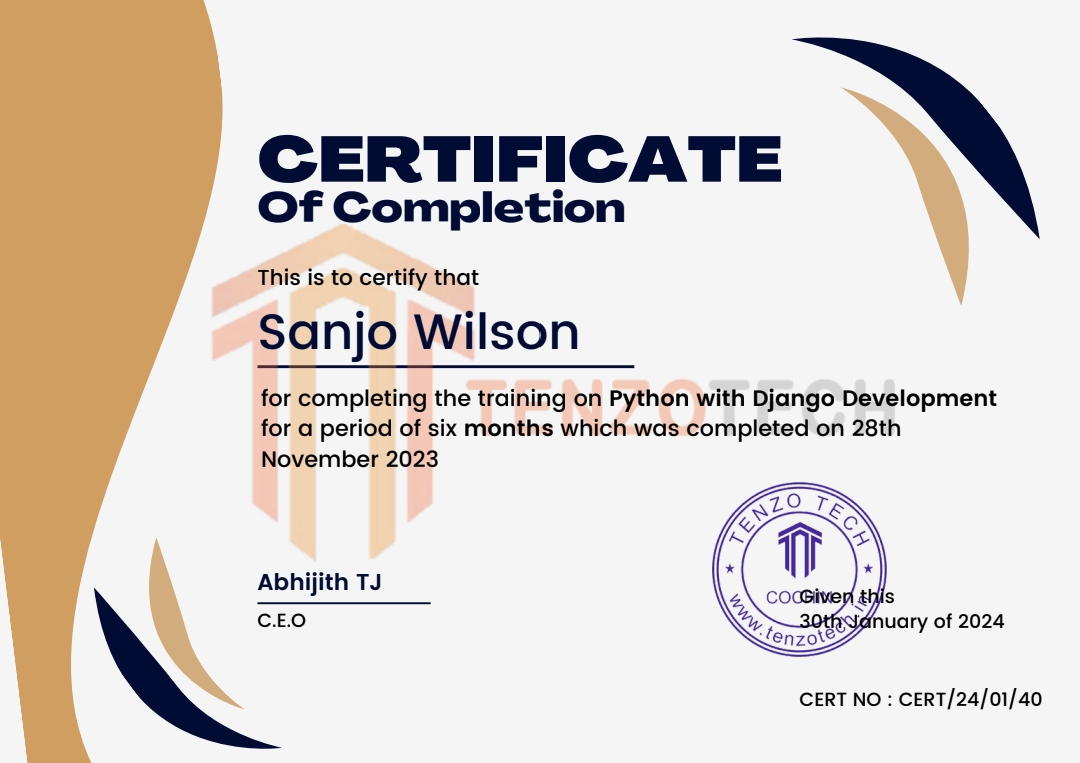 CERTIFICATE
Of Completion
This is to certify that
Sanjo Wilson
TENZOTECH
for completing the training on Python with Django Development
for a period of six months which was completed on 28th
November 2023
TENZO TECH
COCHIN
www.tenzotech.in
Abhijith TJ
C.E.O
Given this
30th January of 2024
CERT NO : CERT/24/01/40